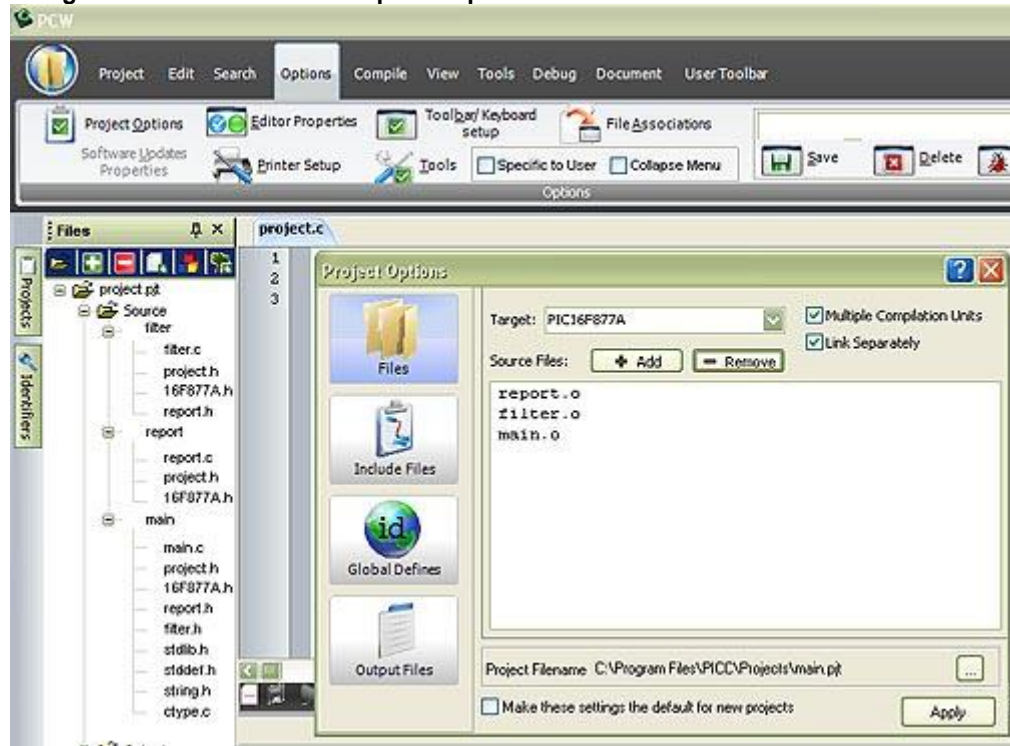 PCW
Project Edit Search Options Compile View Tools Debug Document User Toolbar
Project Options
Editor Properties
Toolbar/ Keyboard
setup
File Associations
Software Updates
Properties
Printer Setup
Tools
Specific to User
Collapse Menu
Save
Delete
Options
Files
project.c
Projects
Identifiers
project.pjt
Source
filter
filter.c
project.h
16F877A.h
report.h
report
report.c
project.h
16F877A.h
main
main.c
project.h
16F877A.h
report.h
filter.h
stdlib.h
stddef.h
string.h
ctype.c
1
2
3
Project Options
Files
Include Files
id
Global Defines
Output Files
Target: PIC16F877A
Multiple Compilation Units
Link Separately
Source Files:
Add
Remove
report.o
filter.o
main.o
Project Filename C:\Program Files\PICC\Projects\main.pjt
...
Make these settings the default for new projects
Apply